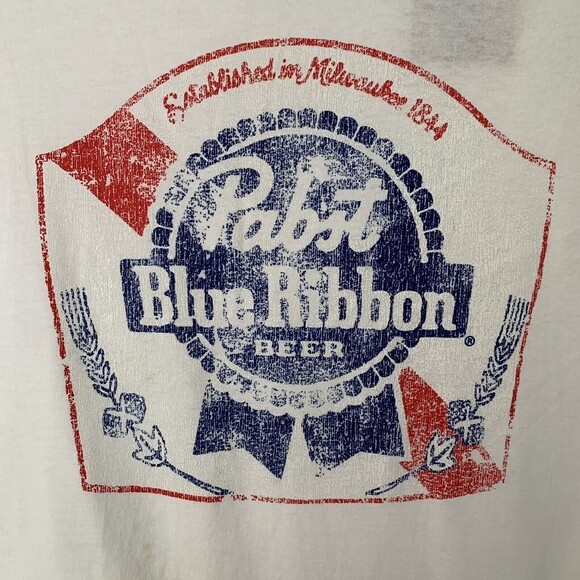 Established in Milwaukee 1844
Pabst
Blue Ribbon
BEER
®